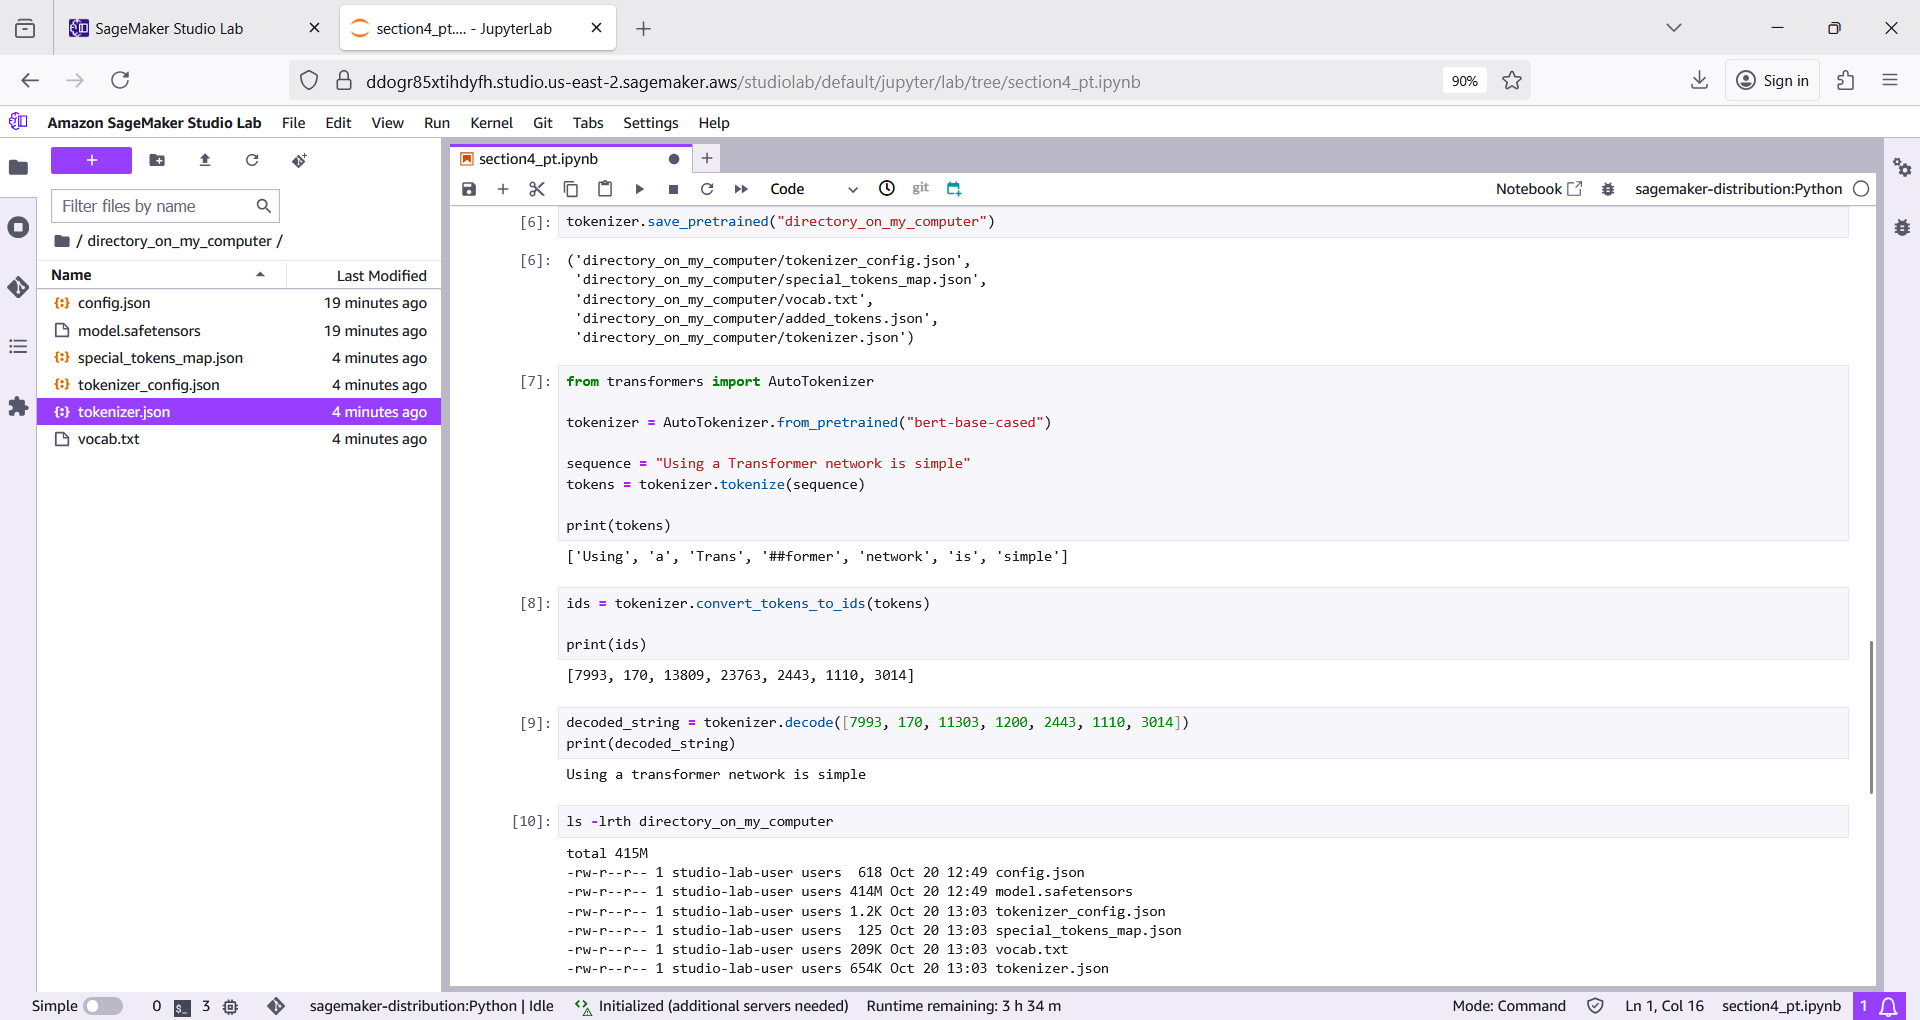 SageMaker Studio Lab
section4_pt.... - JupyterLab
ddogr85xtihdyfh.studio.us-east-2.sagemaker.aws/studiolab/default/jupyter/lab/tree/section4_pt.ipynb
90%
Sign in
Amazon SageMaker Studio Lab File Edit View Run Kernel Git Tabs Settings Help
+
Filter files by name
/ directory_on_my_computer /
Name Last Modified
config.json 19 minutes ago
model.safetensors 19 minutes ago
special_tokens_map.json 4 minutes ago
tokenizer_config.json 4 minutes ago
tokenizer.json 4 minutes ago
vocab.txt 4 minutes ago
section4_pt.ipynb
Code git Notebook sagemaker-distribution:Python
[6]: tokenizer.save_pretrained("directory_on_my_computer")
[6]: ('directory_on_my_computer/tokenizer_config.json',
'directory_on_my_computer/special_tokens_map.json',
'directory_on_my_computer/vocab.txt',
'directory_on_my_computer/added_tokens.json',
'directory_on_my_computer/tokenizer.json')
[7]: from transformers import AutoTokenizer
tokenizer = AutoTokenizer.from_pretrained("bert-base-cased")
sequence = "Using a Transformer network is simple"
tokens = tokenizer.tokenize(sequence)
print(tokens)
['Using', 'a', 'Trans', '##former', 'network', 'is', 'simple']
[8]: ids = tokenizer.convert_tokens_to_ids(tokens)
print(ids)
[7993, 170, 13809, 23763, 2443, 1110, 3014]
[9]: decoded_string = tokenizer.decode([7993, 170, 11303, 1200, 2443, 1110, 3014])
print(decoded_string)
Using a transformer network is simple
[10]: ls -lrth directory_on_my_computer
total 415M
-rw-r--r-- 1 studio-lab-user users 618 Oct 20 12:49 config.json
-rw-r--r-- 1 studio-lab-user users 414M Oct 20 12:49 model.safetensors
-rw-r--r-- 1 studio-lab-user users 1.2K Oct 20 13:03 tokenizer_config.json
-rw-r--r-- 1 studio-lab-user users 125 Oct 20 13:03 special_tokens_map.json
-rw-r--r-- 1 studio-lab-user users 209K Oct 20 13:03 vocab.txt
-rw-r--r-- 1 studio-lab-user users 654K Oct 20 13:03 tokenizer.json
Simple 0 3 sagemaker-distribution:Python | Idle Initialized (additional servers needed) Runtime remaining: 3 h 34 m Mode: Command Ln 1, Col 16 section4_pt.ipynb 1